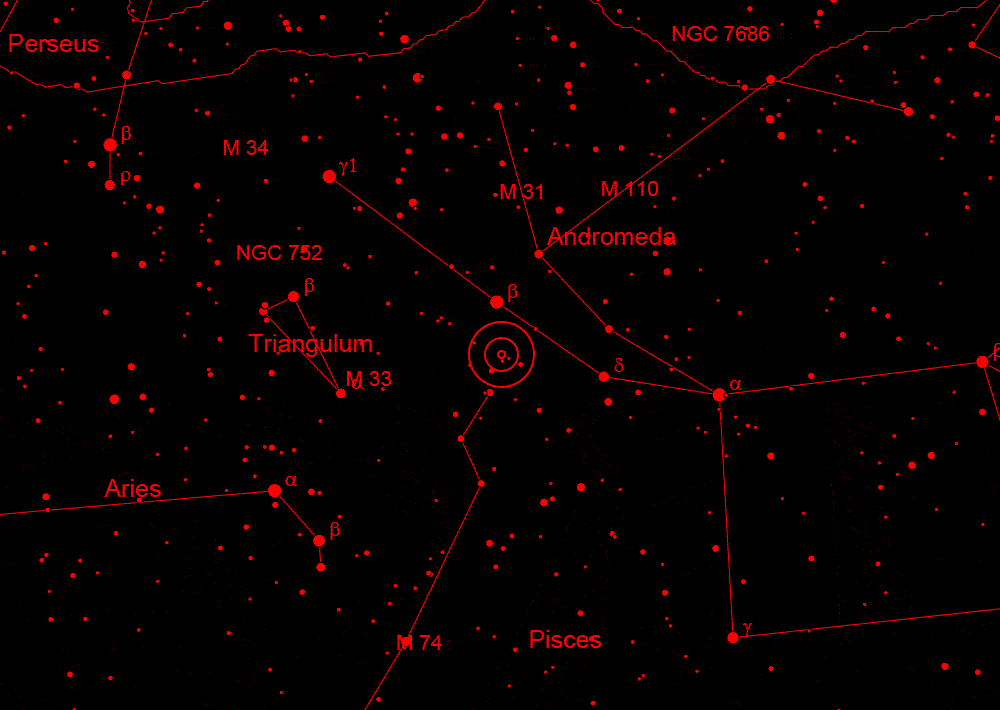 NGC 7686
Perseus
β
M 34
γ1
ρ
M 31
M 110
Andromeda
NGC 752
β
β
Triangulum
β
δ
M 33
α
α
α
Aries
β
γ
Pisces
M 74